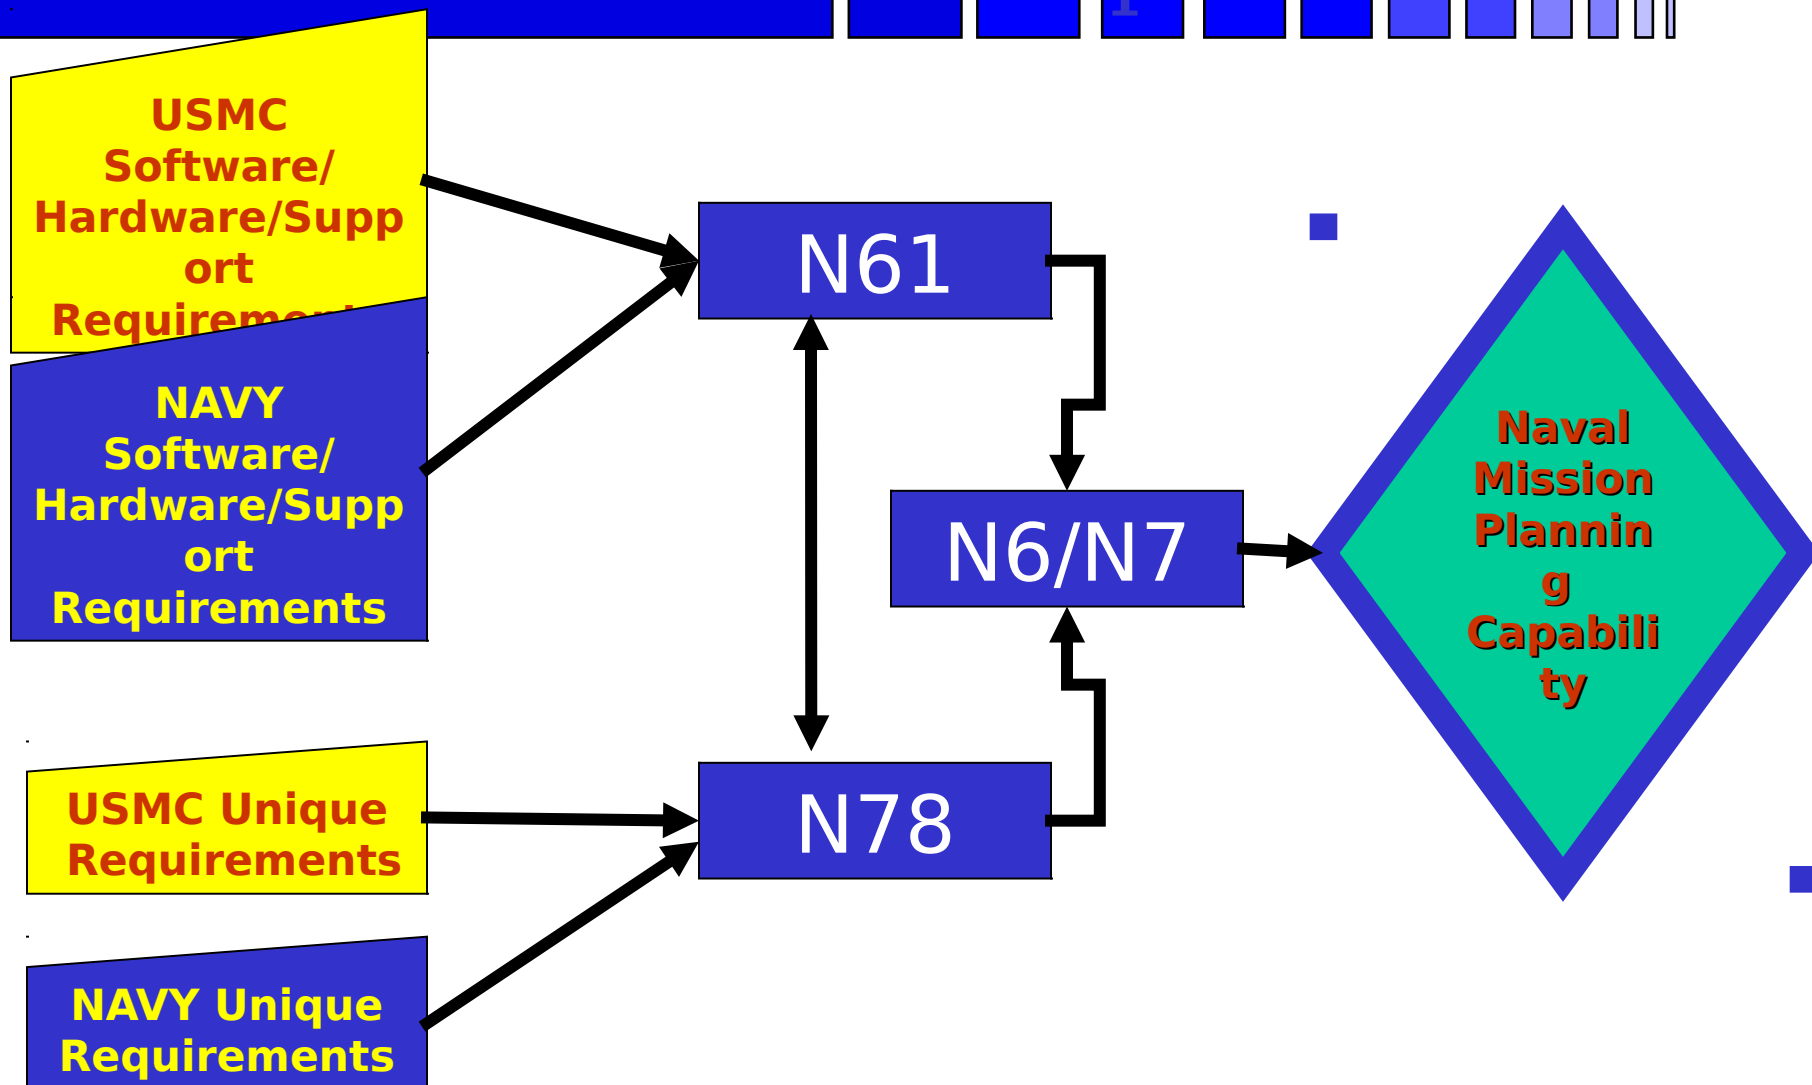 1
USMC
Software/
Hardware/Supp
ort
NAVY
Software/
Hardware/Supp
ort
Requirements
USMC Unique
Requirements
NAVY Unique
Requirements
N61
N6/N7
N78
Naval
Mission
Plannin
g
Capabili
ty